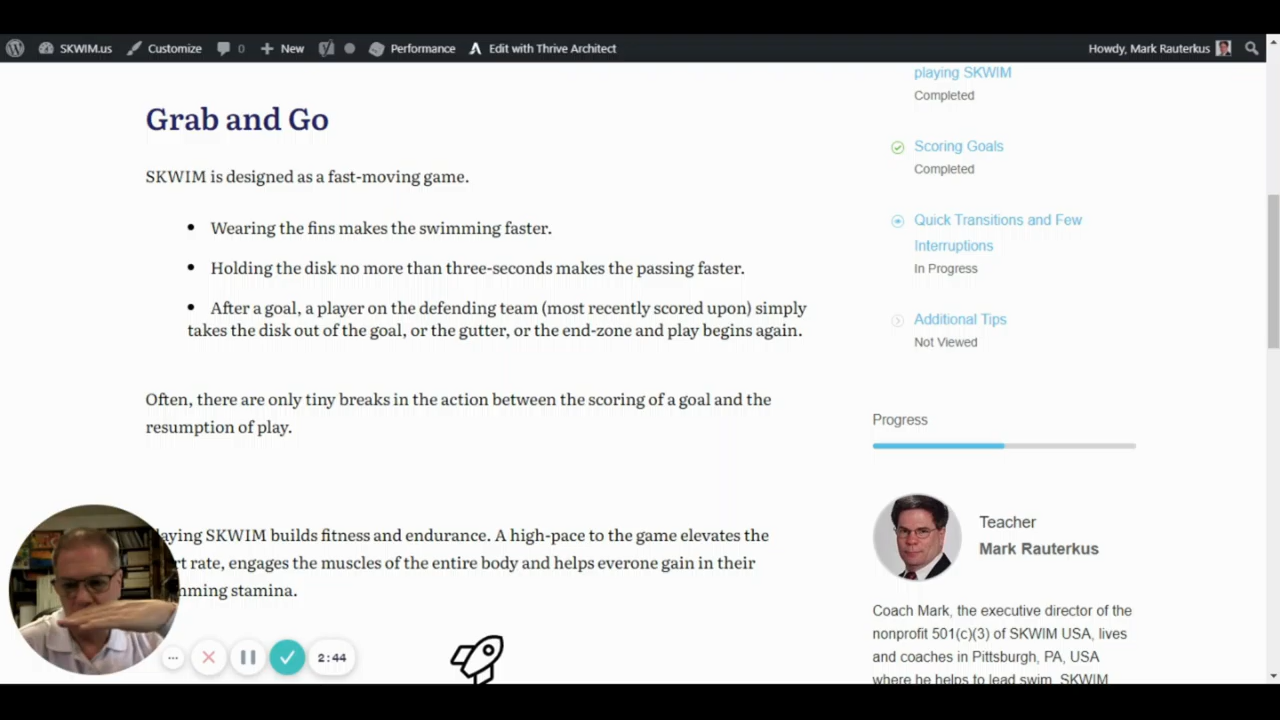 SKWIM.us Customize 0 New Performance Edit with Thrive Architect Howdy, Mark Rauterkus
Grab and Go
SKWIM is designed as a fast-moving game.
• Wearing the fins makes the swimming faster.
• Holding the disk no more than three-seconds makes the passing faster.
• After a goal, a player on the defending team (most recently scored upon) simply
takes the disk out of the goal, or the gutter, or the end-zone and play begins again.
Often, there are only tiny breaks in the action between the scoring of a goal and the
resumption of play.
SKWIM builds fitness and endurance. A high-pace to the game elevates the
rate, engages the muscles of the entire body and helps everone gain in their
stamina.
2:44
playing SKWIM
Completed
Scoring Goals
Completed
Quick Transitions and Few
Interruptions
In Progress
Additional Tips
Not Viewed
Progress
Teacher
Mark Rauterkus
Coach Mark, the executive director of the
nonprofit 501(c)(3) of SKWIM USA, lives
and coaches in Pittsburgh, PA, USA
where he helps to lead swim, SKWIM